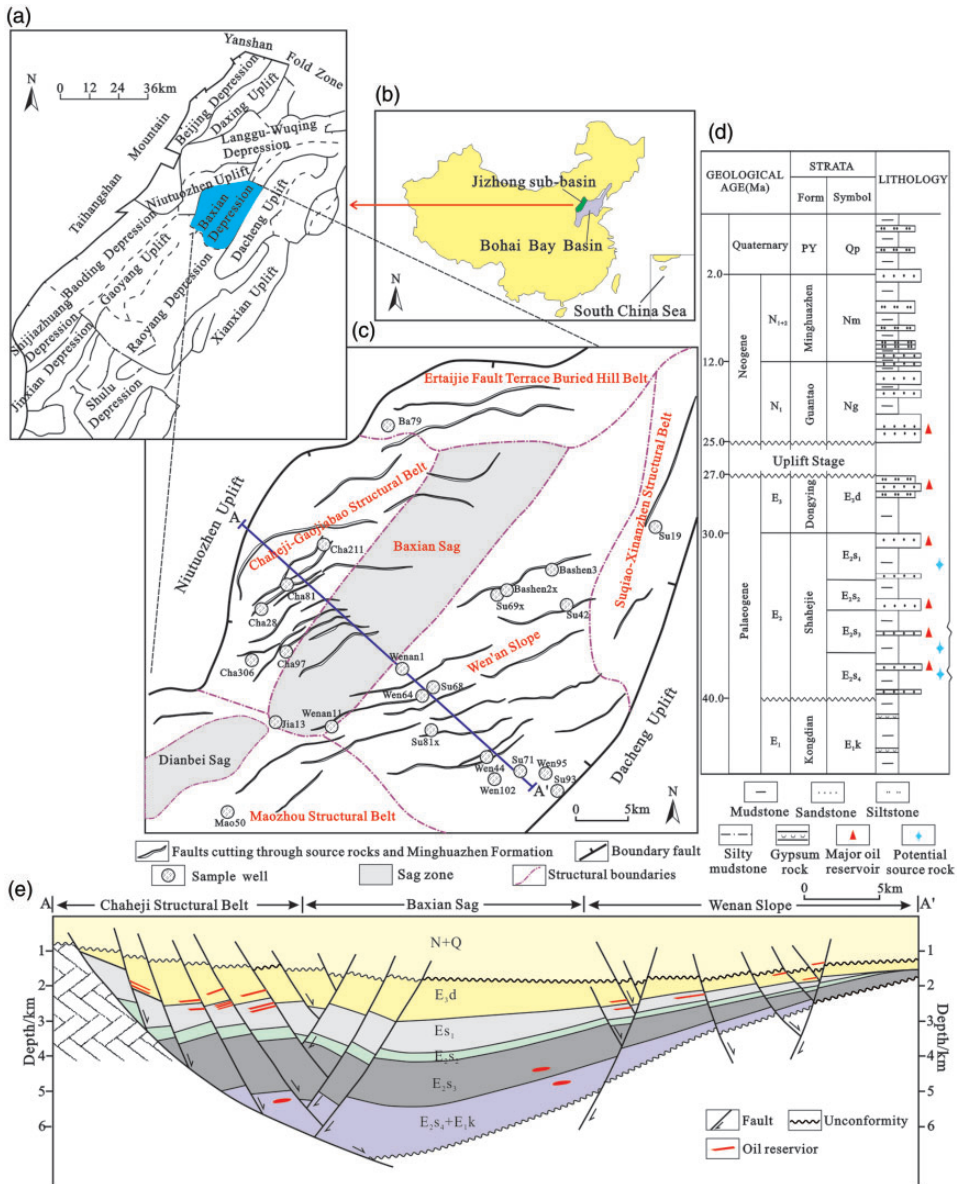 (a)
Yanshan
Fold Zone
N
0 12 24 36km
Mountain
Taihangshan
Beijing Depression
Daxing Uplift
Langgu-Wuqing
Depression
Niutuozhen Uplift
Baxian
Depression
Dacheng Uplift
Baoding Depression
Gaoyang Uplift
Raoyang Depression
Xianxian Uplift
Shijiazhuang
Depression
Jinxian Depression
Shulu
Depression
(b)
Jizhong sub-basin
Bohai Bay Basin
N
South China Sea
(c)
Ertaijie Fault Terrace Buried Hill Belt
Ba79
Niutuozhen Uplift
Chaheji-Gaojiabao Structural Belt
Suqiao-Xinanzhen Structural Belt
Baxian Sag
A
Cha211
Su19
Cha81
Bashen3
Bashen2x
Cha28
Su69x
Su42
Wen'an Slope
Cha97
Cha306
Wenan1
Su68
Wen64
Wenan11
Jia13
Su81x
Dacheng Uplift
Dianbei Sag
Wen44
Su71
Wen95
Wen102
Su93
A'
Mao50
Maozhou Structural Belt
0 5km
N
Faults cutting through source rocks and Minghuazhen Formation
Boundary fault
Sample well
Sag zone
Structural boundaries
(d)
GEOLOGICAL
AGE(Ma)
STRATA
LITHOLOGY
Form
Symbol
Quaternary
PY
Qp
2.0
Neogene
N₁₊₂
Minghuazhen
Nm
12.0
N₁
Guantao
Ng
25.0
Uplift Stage
27.0
Palaeogene
E₃
Dongying
E₃d
30.0
E₂
Shahejie
E₂s₁
E₂s₂
E₂s₃
E₂s₄
40.0
E₁
Kongdian
E₁k
Mudstone
Sandstone
Siltstone
Silty
mudstone
Gypsum
rock
Major oil
reservoir
Potential
source rock
0 5km
(e)
A
Chaheji Structural Belt
Baxian Sag
Wenan Slope
A'
Depth/km
1
2
3
4
5
6
N+Q
E₃d
Es₁
E₂s₂
E₂s₃
E₂s₄+E₁k
1
2
3
4
5
6
Depth/km
Fault
Unconformity
Oil reservior